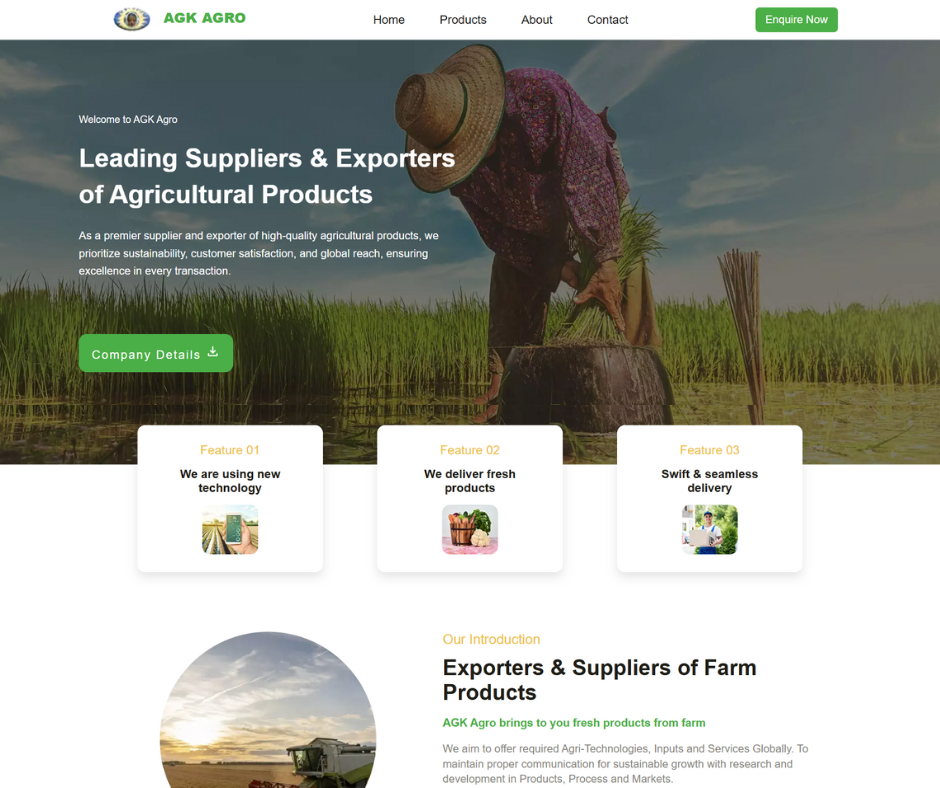 AGK AGRO
Home
Products
About
Contact
Enquire Now
Welcome to AGK Agro
Leading Suppliers & Exporters
of Agricultural Products
As a premier supplier and exporter of high-quality agricultural products, we
prioritize sustainability, customer satisfaction, and global reach, ensuring
excellence in every transaction.
Company Details
Feature 01
We are using new
technology
Feature 02
We deliver fresh
products
Feature 03
Swift & seamless
delivery
Our Introduction
Exporters & Suppliers of Farm
Products
AGK Agro brings to you fresh products from farm
We aim to offer required Agri-Technologies, Inputs and Services Globally. To
maintain proper communication for sustainable growth with research and
development in Products, Process and Markets.